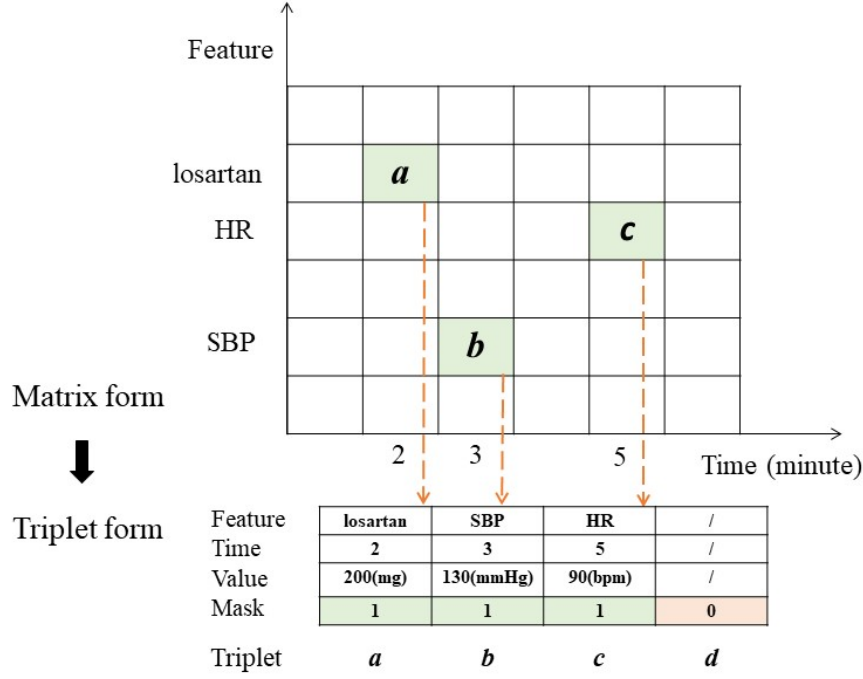 Feature
losartan
a
HR
c
SBP
b
Matrix form
2 3 5 Time (minute)
Triplet form
Feature losartan SBP HR /
Time 2 3 5 /
Value 200(mg) 130(mmHg) 90(bpm) /
Mask 1 1 1 0
Triplet a b c d